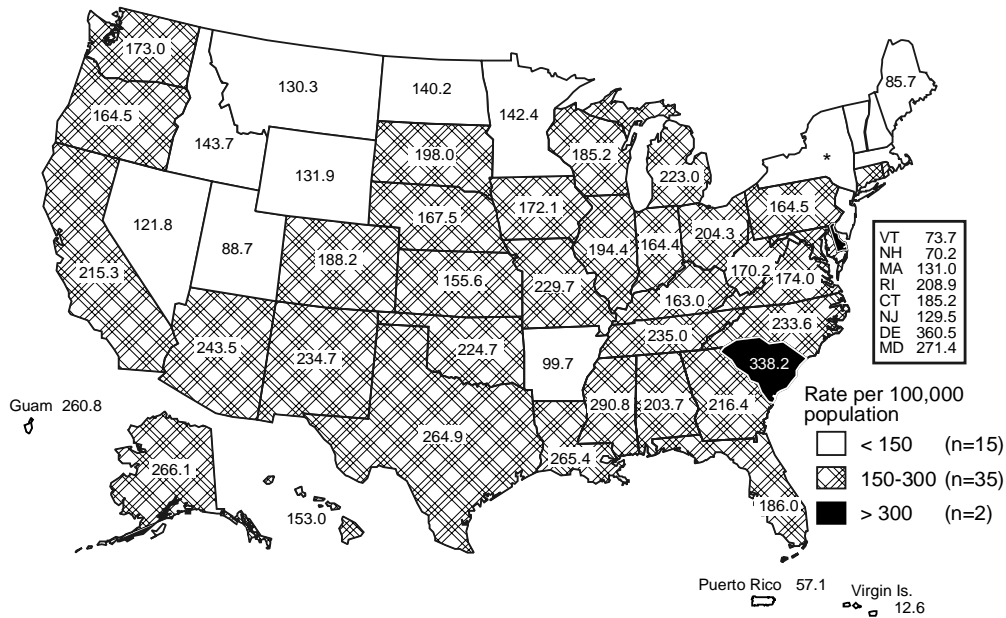 173.0
130.3
140.2
142.4
85.7
164.5
143.7
198.0
185.2
*
131.9
223.0
167.5
172.1
164.5
121.8
88.7
204.3
194.4
164.4
188.2
155.6
170.2
174.0
215.3
229.7
163.0
233.6
243.5
234.7
224.7
235.0
99.7
338.2
290.8
203.7
216.4
264.9
265.4
186.0
VT 73.7
NH 70.2
MA 131.0
RI 208.9
CT 185.2
NJ 129.5
DE 360.5
MD 271.4
Rate per 100,000
population
< 150 (n=15)
150-300 (n=35)
> 300 (n=2)
Guam 260.8
266.1
153.0
Puerto Rico 57.1
Virgin Is.
12.6